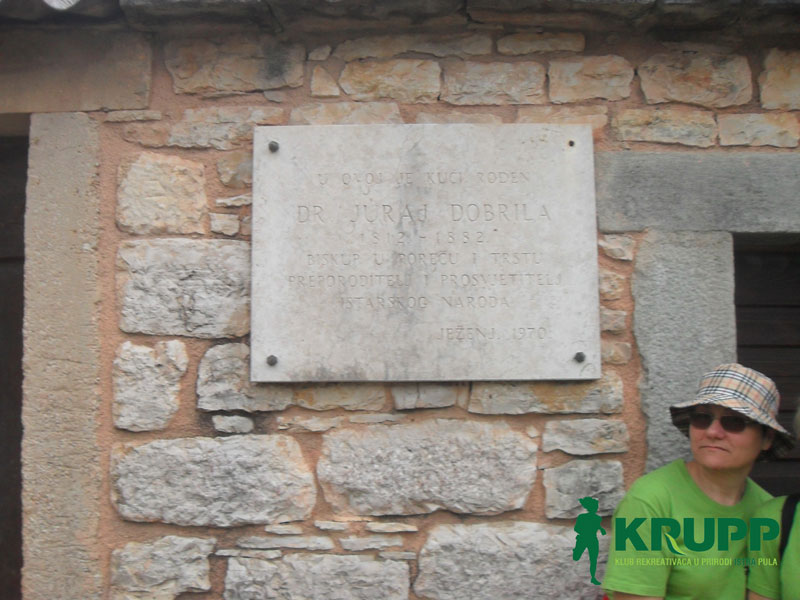 U OVOJ JE KUĆI ROĐEN
DR JURAJ DOBRILA
1812 – 1882
BISKUP U POREČU I TRSTU
PREPORODITELJ I PROSVJETITELJ
ISTARSKOG NARODA
JEŽENJ, 1970
KRUPP
KLUB REKREATIVACA U PRIRODI PULA